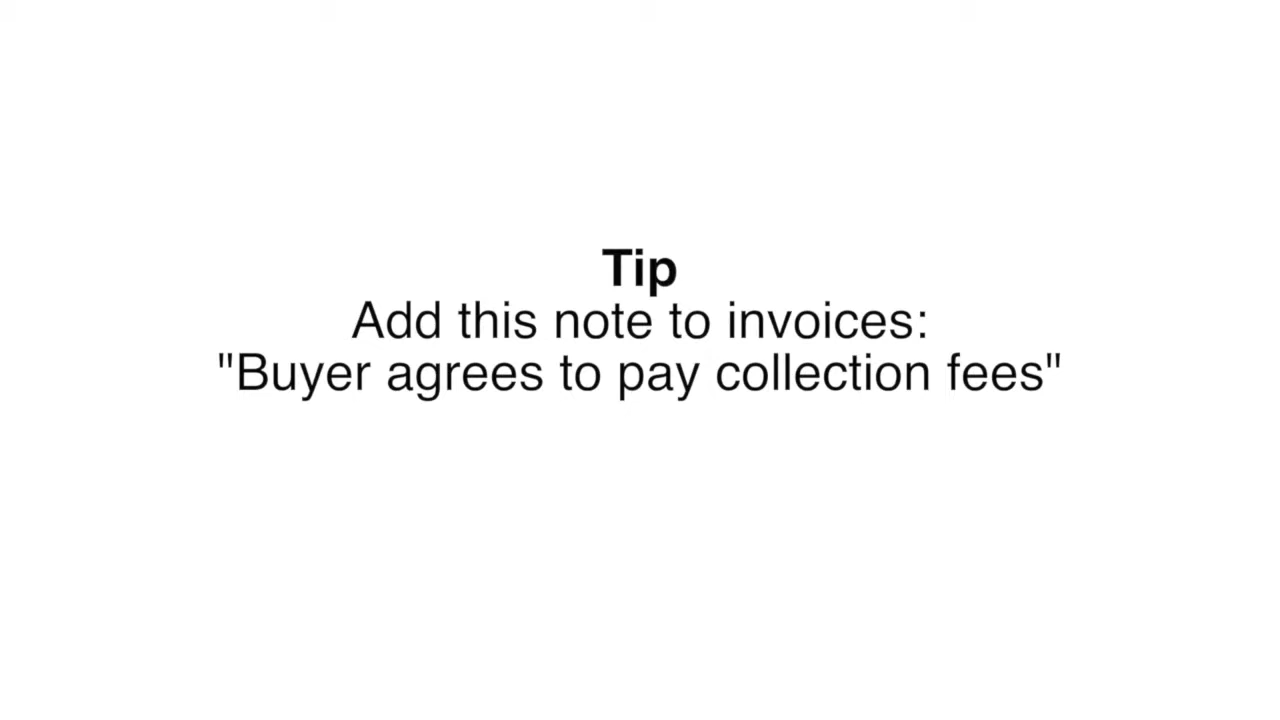 Tip
Add this note to invoices:
"Buyer agrees to pay collection fees"